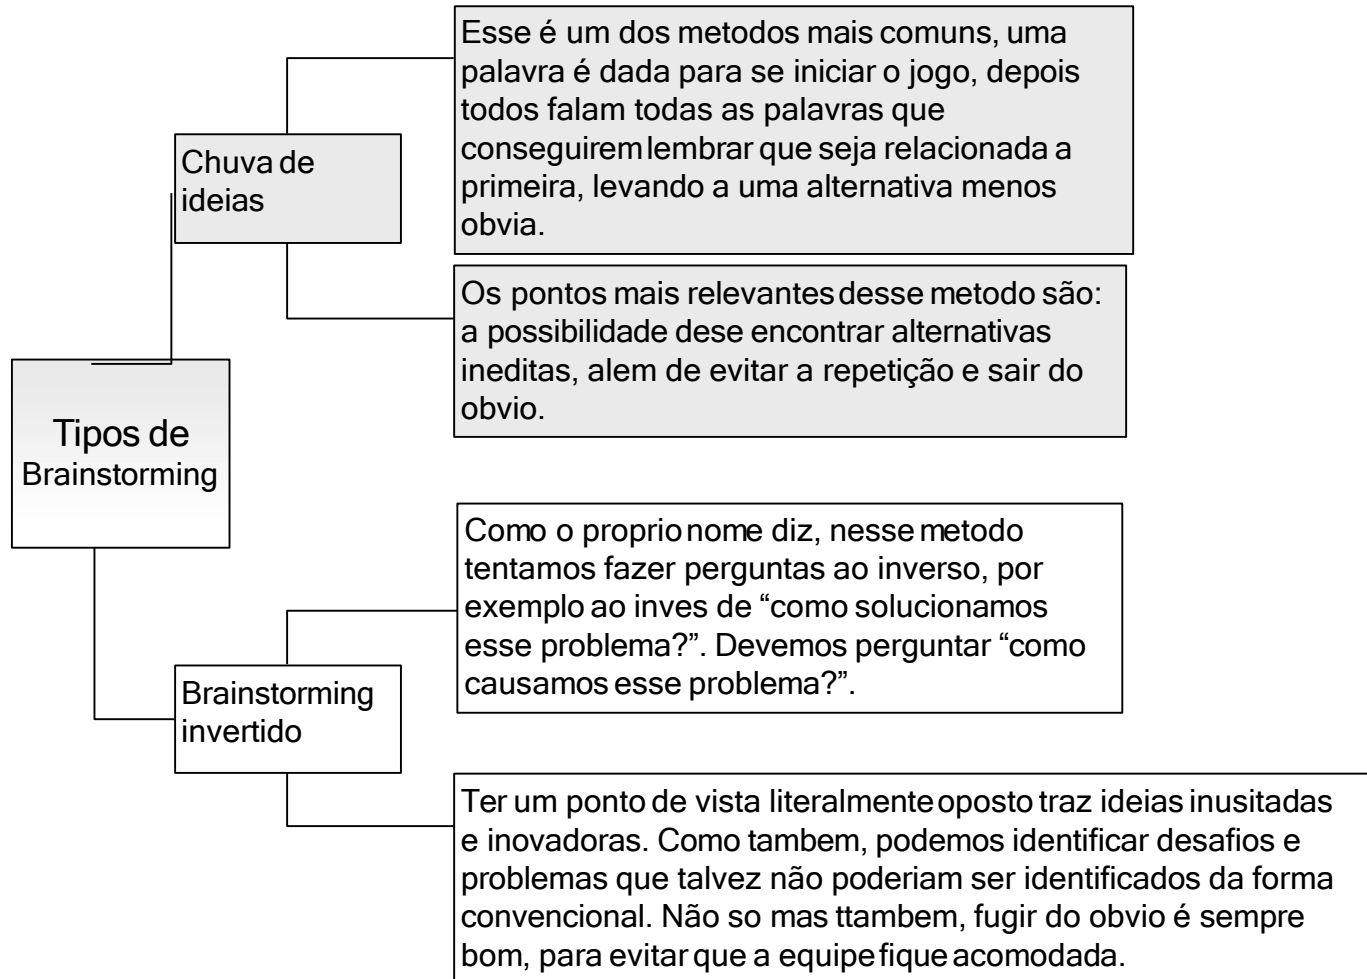 Tipos de
Brainstorming
Chuva de
ideias
Esse é um dos metodos mais comuns, uma
palavra é dada para se iniciar o jogo, depois
todos falam todas as palavras que
conseguirem lembrar que seja relacionada a
primeira, levando a uma alternativa menos
obvia.
Os pontos mais relevantes desse metodo são:
a possibilidade dese encontrar alternativas
ineditas, alem de evitar a repetição e sair do
obvio.
Brainstorming
invertido
Como o proprio nome diz, nesse metodo
tentamos fazer perguntas ao inverso, por
exemplo ao inves de “como solucionamos
esse problema?”. Devemos perguntar “como
causamos esse problema?”.
Ter um ponto de vista literalmente oposto traz ideias inusitadas
e inovadoras. Como tambem, podemos identificar desafios e
problemas que talvez não poderiam ser identificados da forma
convencional. Não so mas ttambem, fugir do obvio é sempre
bom, para evitar que a equipe fique acomodada.